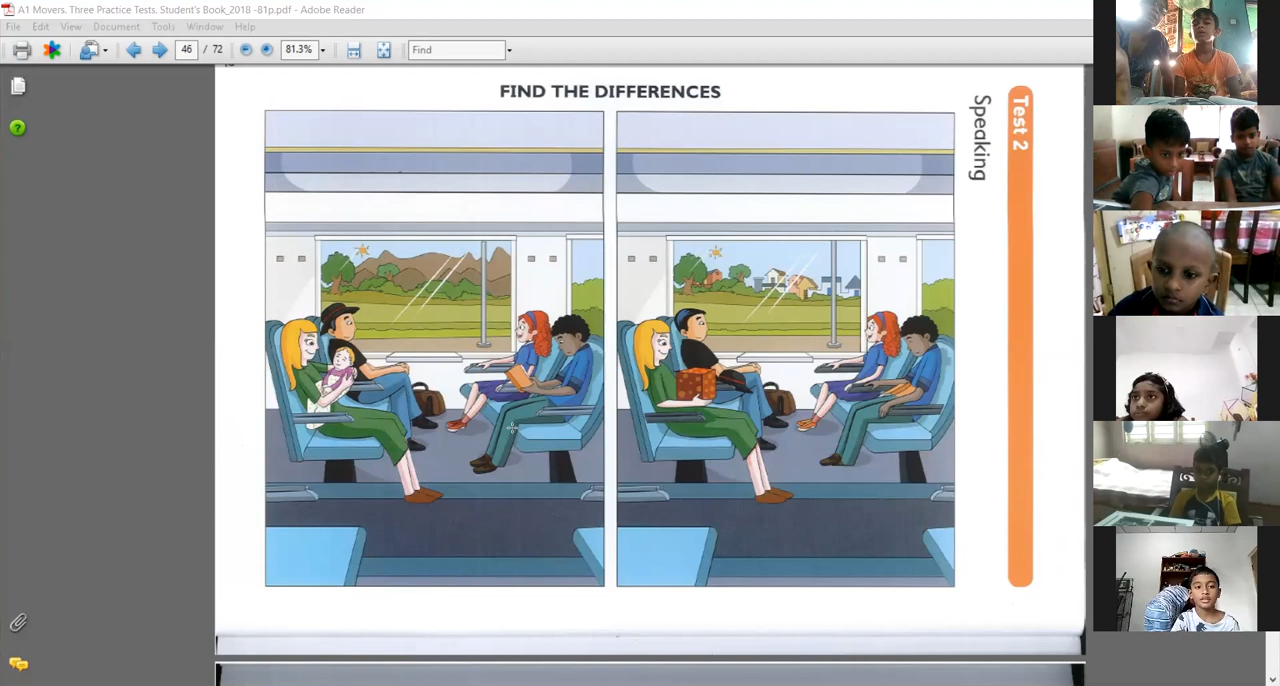 A1 Movers. Three Practice Tests. Student's Book_2018 -81p.pdf - Adobe Reader
File Edit View Document Tools Window Help
46 / 72 81.3% Find
FIND THE DIFFERENCES
Test 2
Speaking